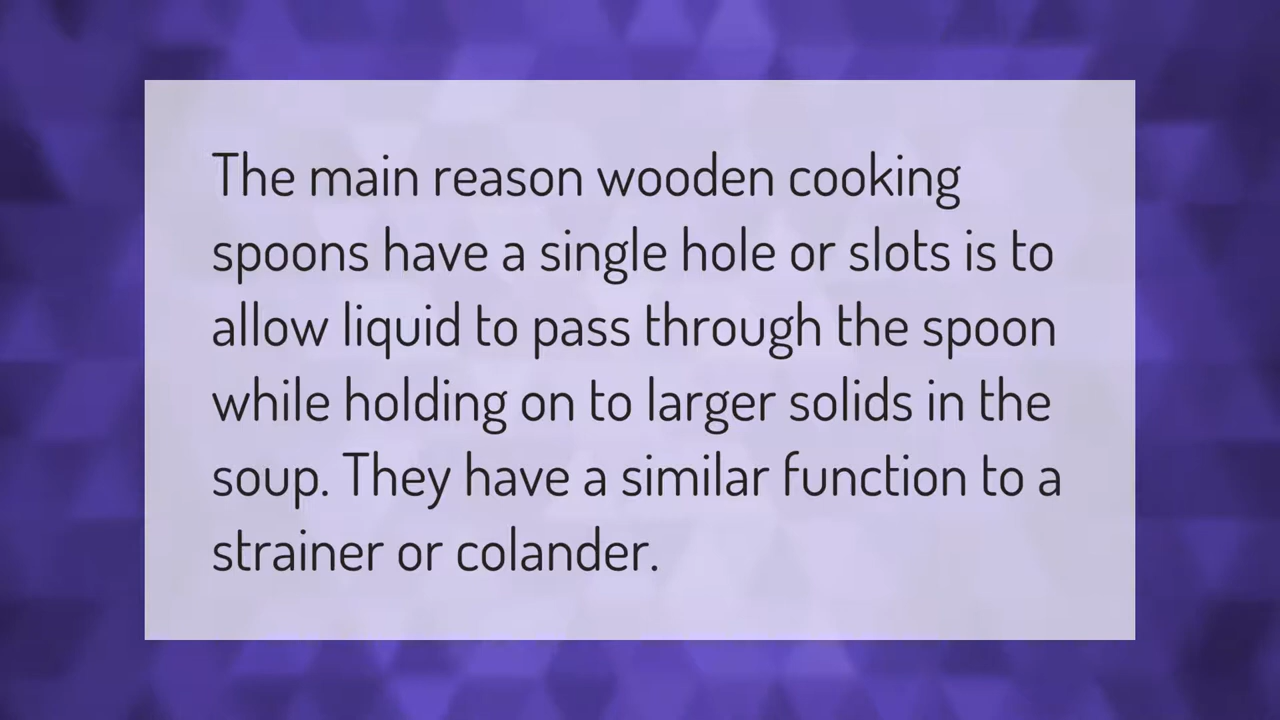 The main reason wooden cooking
spoons have a single hole or slots is to
allow liquid to pass through the spoon
while holding on to larger solids in the
soup. They have a similar function to a
strainer or colander.